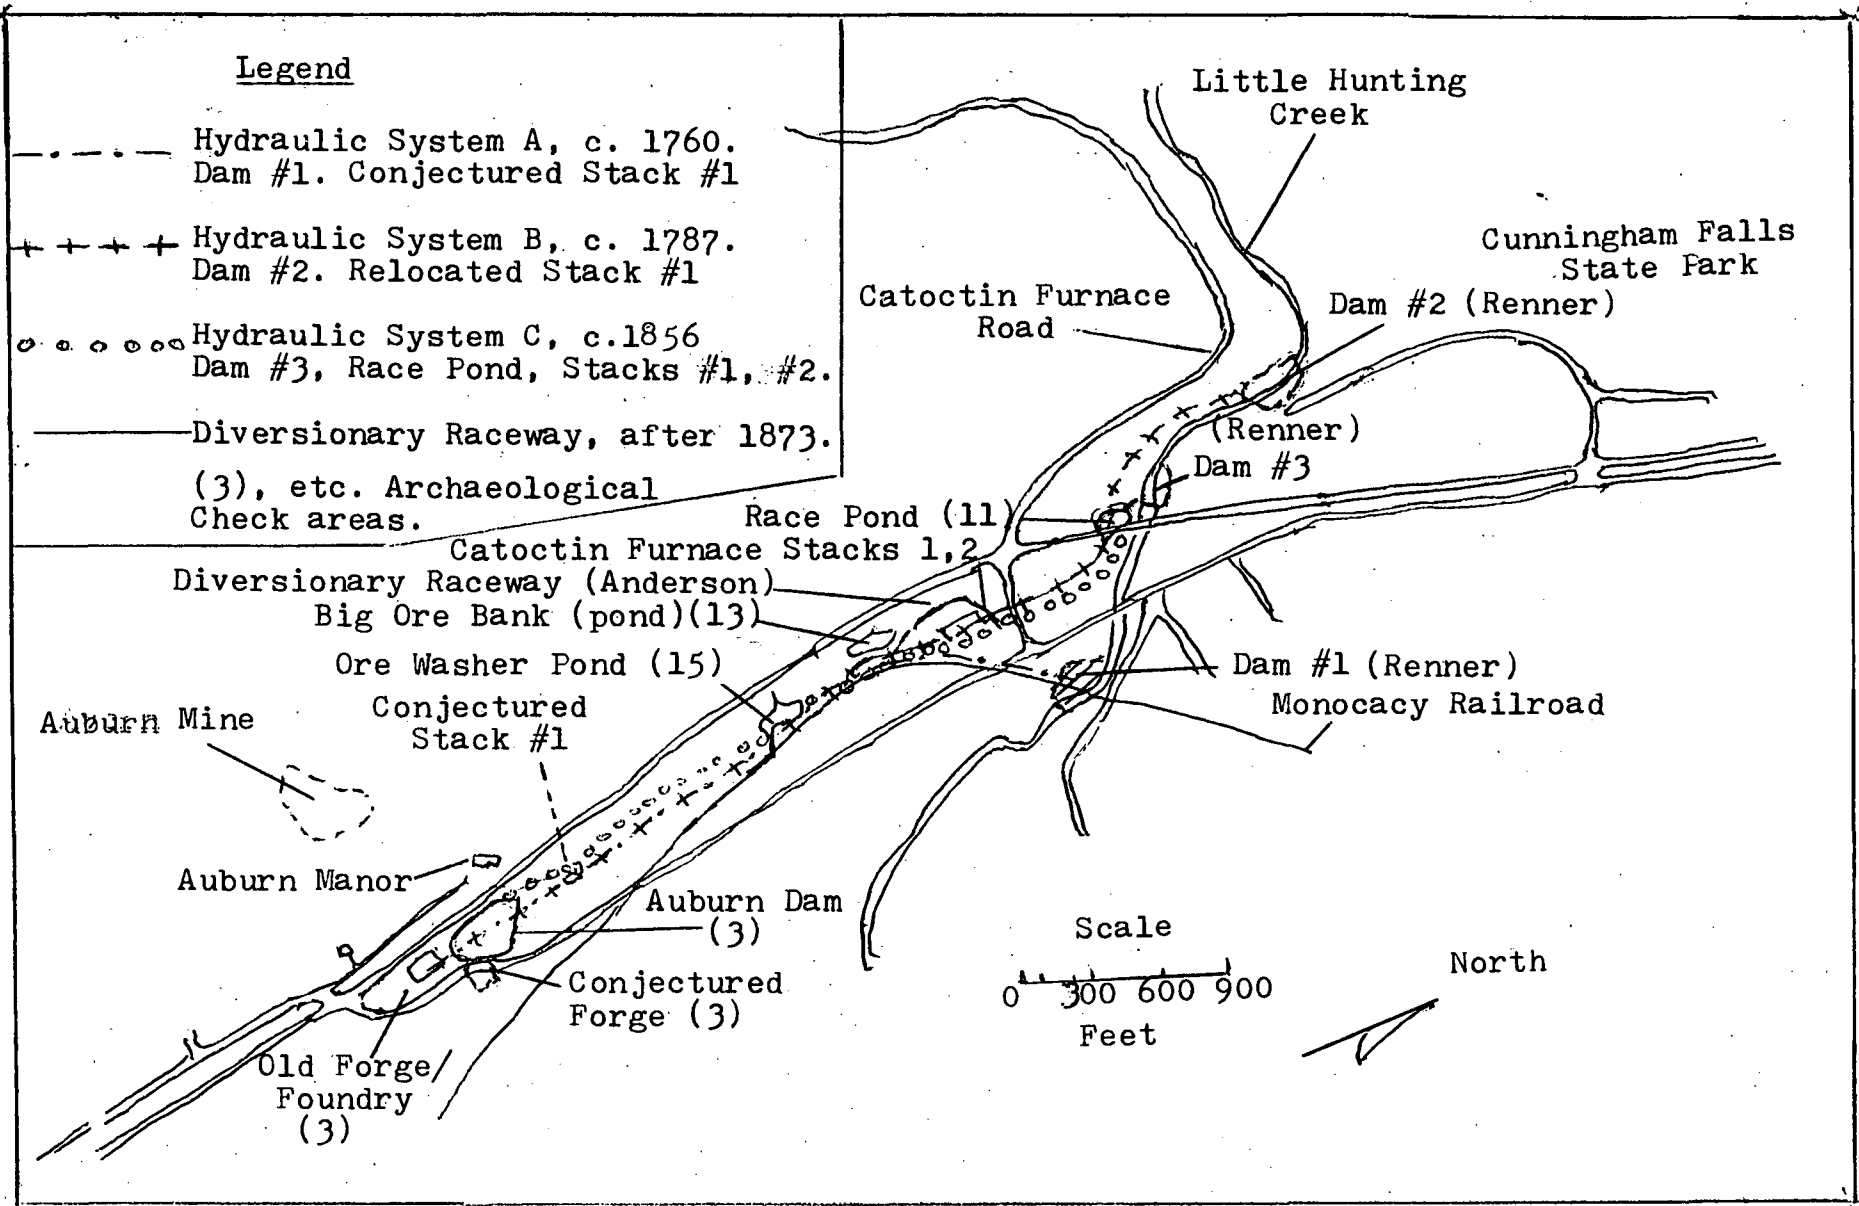 Legend
Hydraulic System A, c. 1760.
Dam #1. Conjectured Stack #1
Hydraulic System B, c. 1787.
Dam #2. Relocated Stack #1
Hydraulic System C, c.1856
Dam #3, Race Pond, Stacks #1, #2.
Diversionary Raceway, after 1873.
(3), etc. Archaeological
Check areas.
Little Hunting
Creek
Cunningham Falls
State Park
Catoctin Furnace
Road
Dam #2 (Renner)
(Renner)
Dam #3
Race Pond (11)
Catoctin Furnace Stacks 1,2
Diversionary Raceway (Anderson)
Big Ore Bank (pond)(13)
Ore Washer Pond (15)
Dam #1 (Renner)
Monocacy Railroad
Conjectured
Stack #1
Auburn Mine
Auburn Manor
Auburn Dam
(3)
Conjectured
Forge (3)
Old Forge/
Foundry
(3)
Scale
0 300 600 900
Feet
North